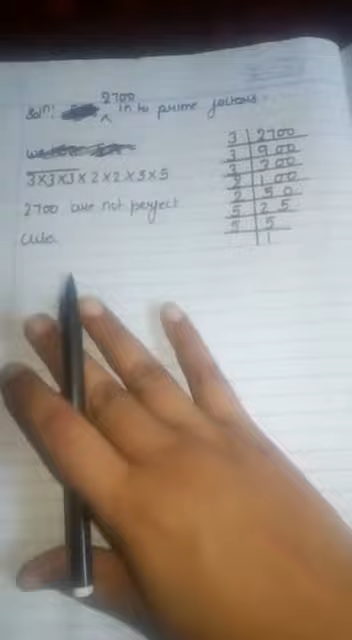 Soln: 2700 in to prime factors.
3×3×3×2×2×5×5
2700 are not perfect
cube
3 | 2700
3 | 900
3 | 300
2 | 100
2 | 50
5 | 25
5 | 5
1